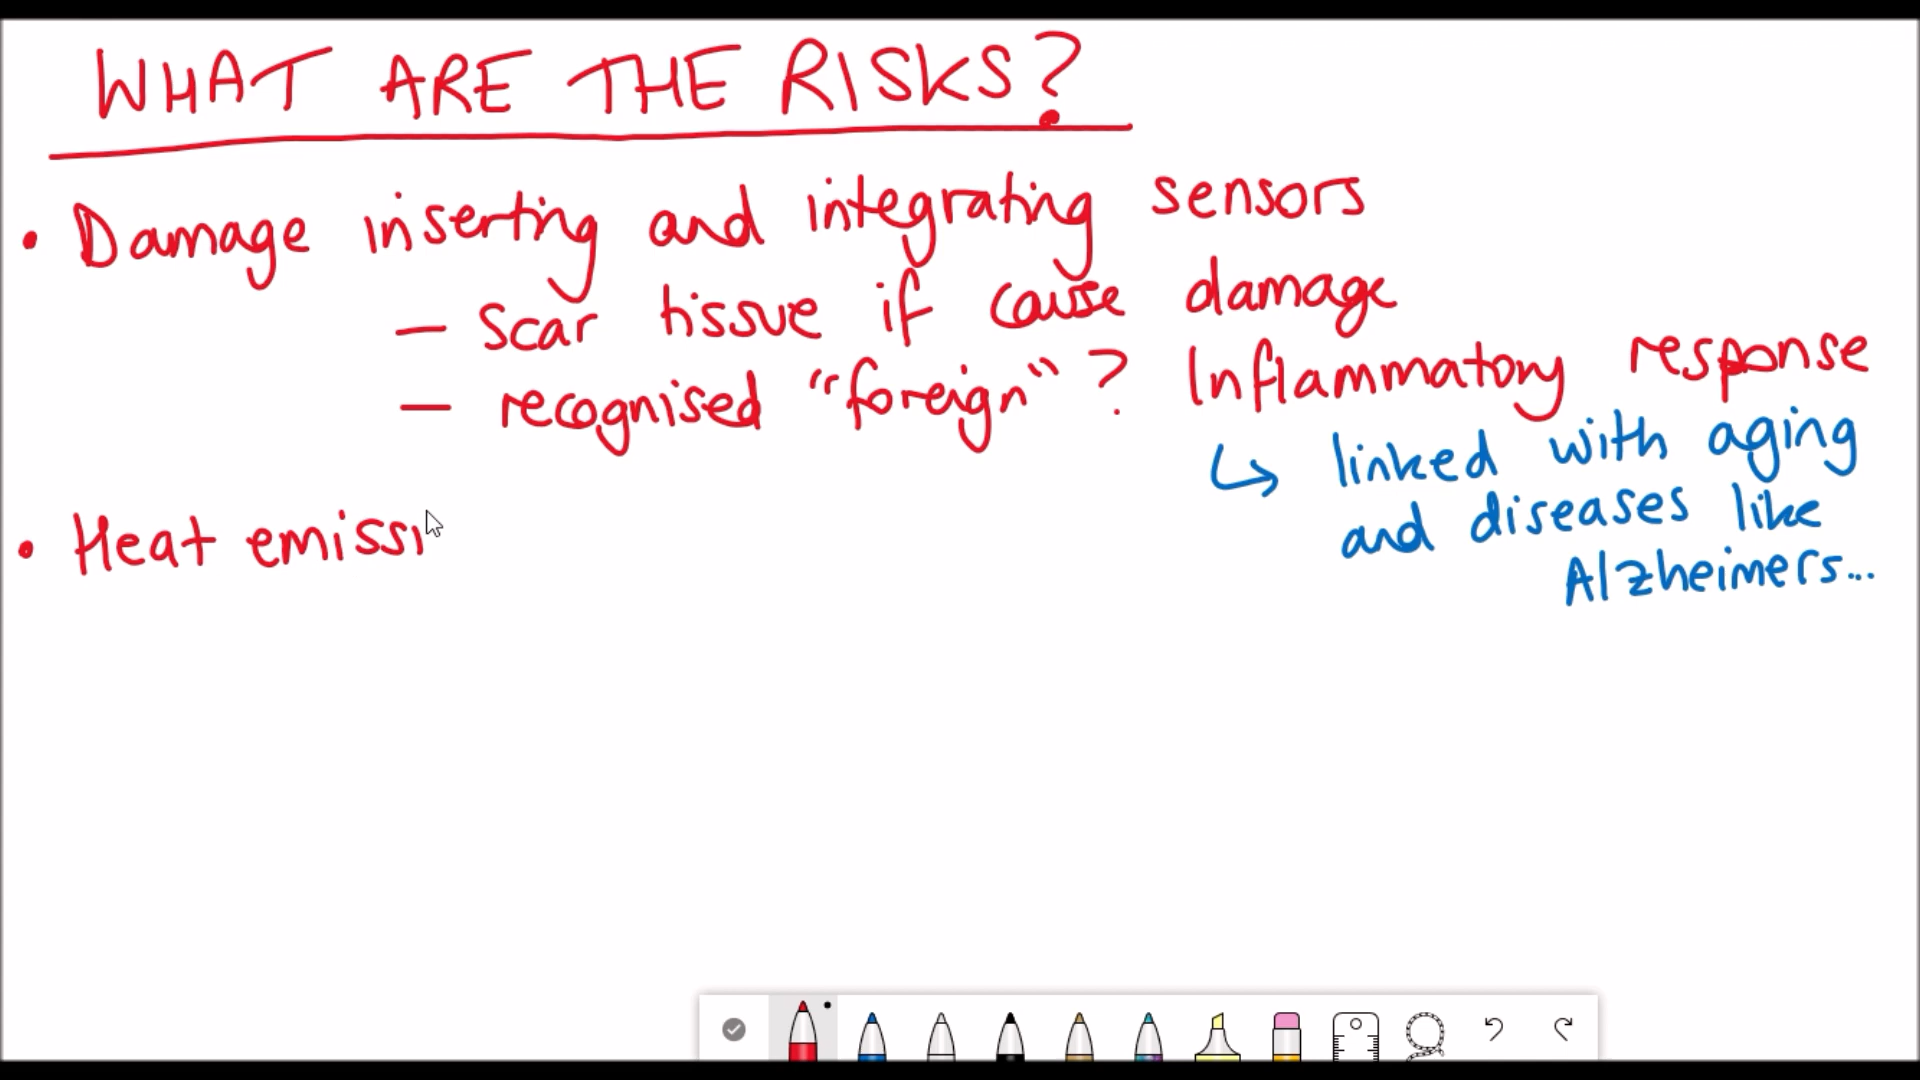 WHAT ARE THE RISKS?
• Damage inserting and integrating sensors
— Scar tissue if cause damage
— recognised "foreign"? Inflammatory response
↳ linked with aging
and diseases like
Alzheimers...
• Heat emissi